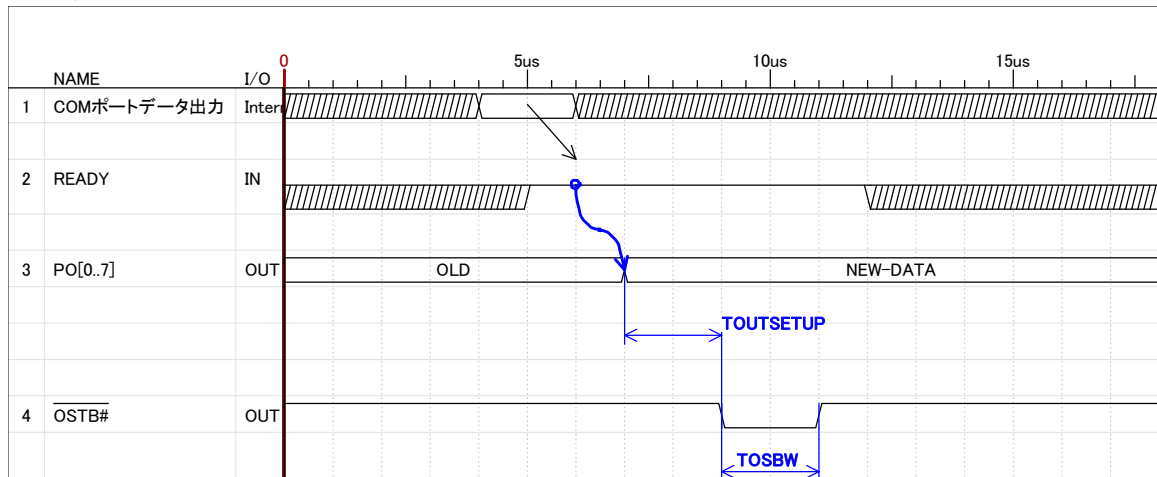 0 5us 10us 15us
NAME I/O
1 COMポートデータ出力 Intern
2 READY IN
3 PO[0..7] OUT OLD NEW-DATA
TOUTSETUP
4 OSTB# OUT
TOSBW